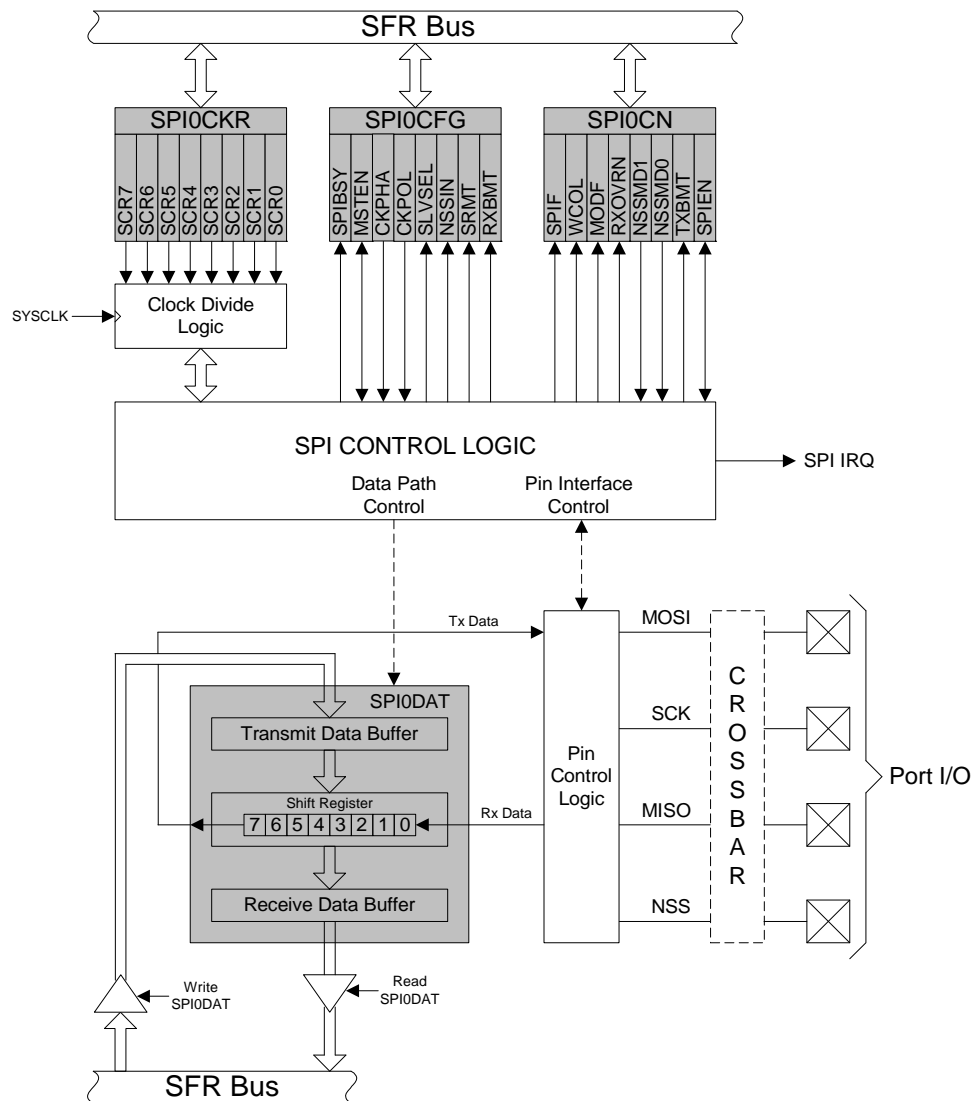 SFR Bus
SPI0CKR
SPI0CFG
SPI0CN
SCR7
SCR6
SCR5
SCR4
SCR3
SCR2
SCR1
SCR0
SPIBSY
MSTEN
CKPHA
CKPOL
SLVSEL
NSSIN
SRMT
RXBMT
SPIF
WCOL
MODF
RXOVRN
NSSMD1
NSSMD0
TXBMT
SPIEN
SYSCLK
Clock Divide
Logic
SPI CONTROL LOGIC
SPI IRQ
Data Path
Control
Pin Interface
Control
Tx Data
MOSI
SPI0DAT
Transmit Data Buffer
SCK
Shift Register
7 6 5 4 3 2 1 0
Rx Data
Pin
Control
Logic
MISO
CROSSBAR
Port I/O
Receive Data Buffer
NSS
Write
SPI0DAT
Read
SPI0DAT
SFR Bus